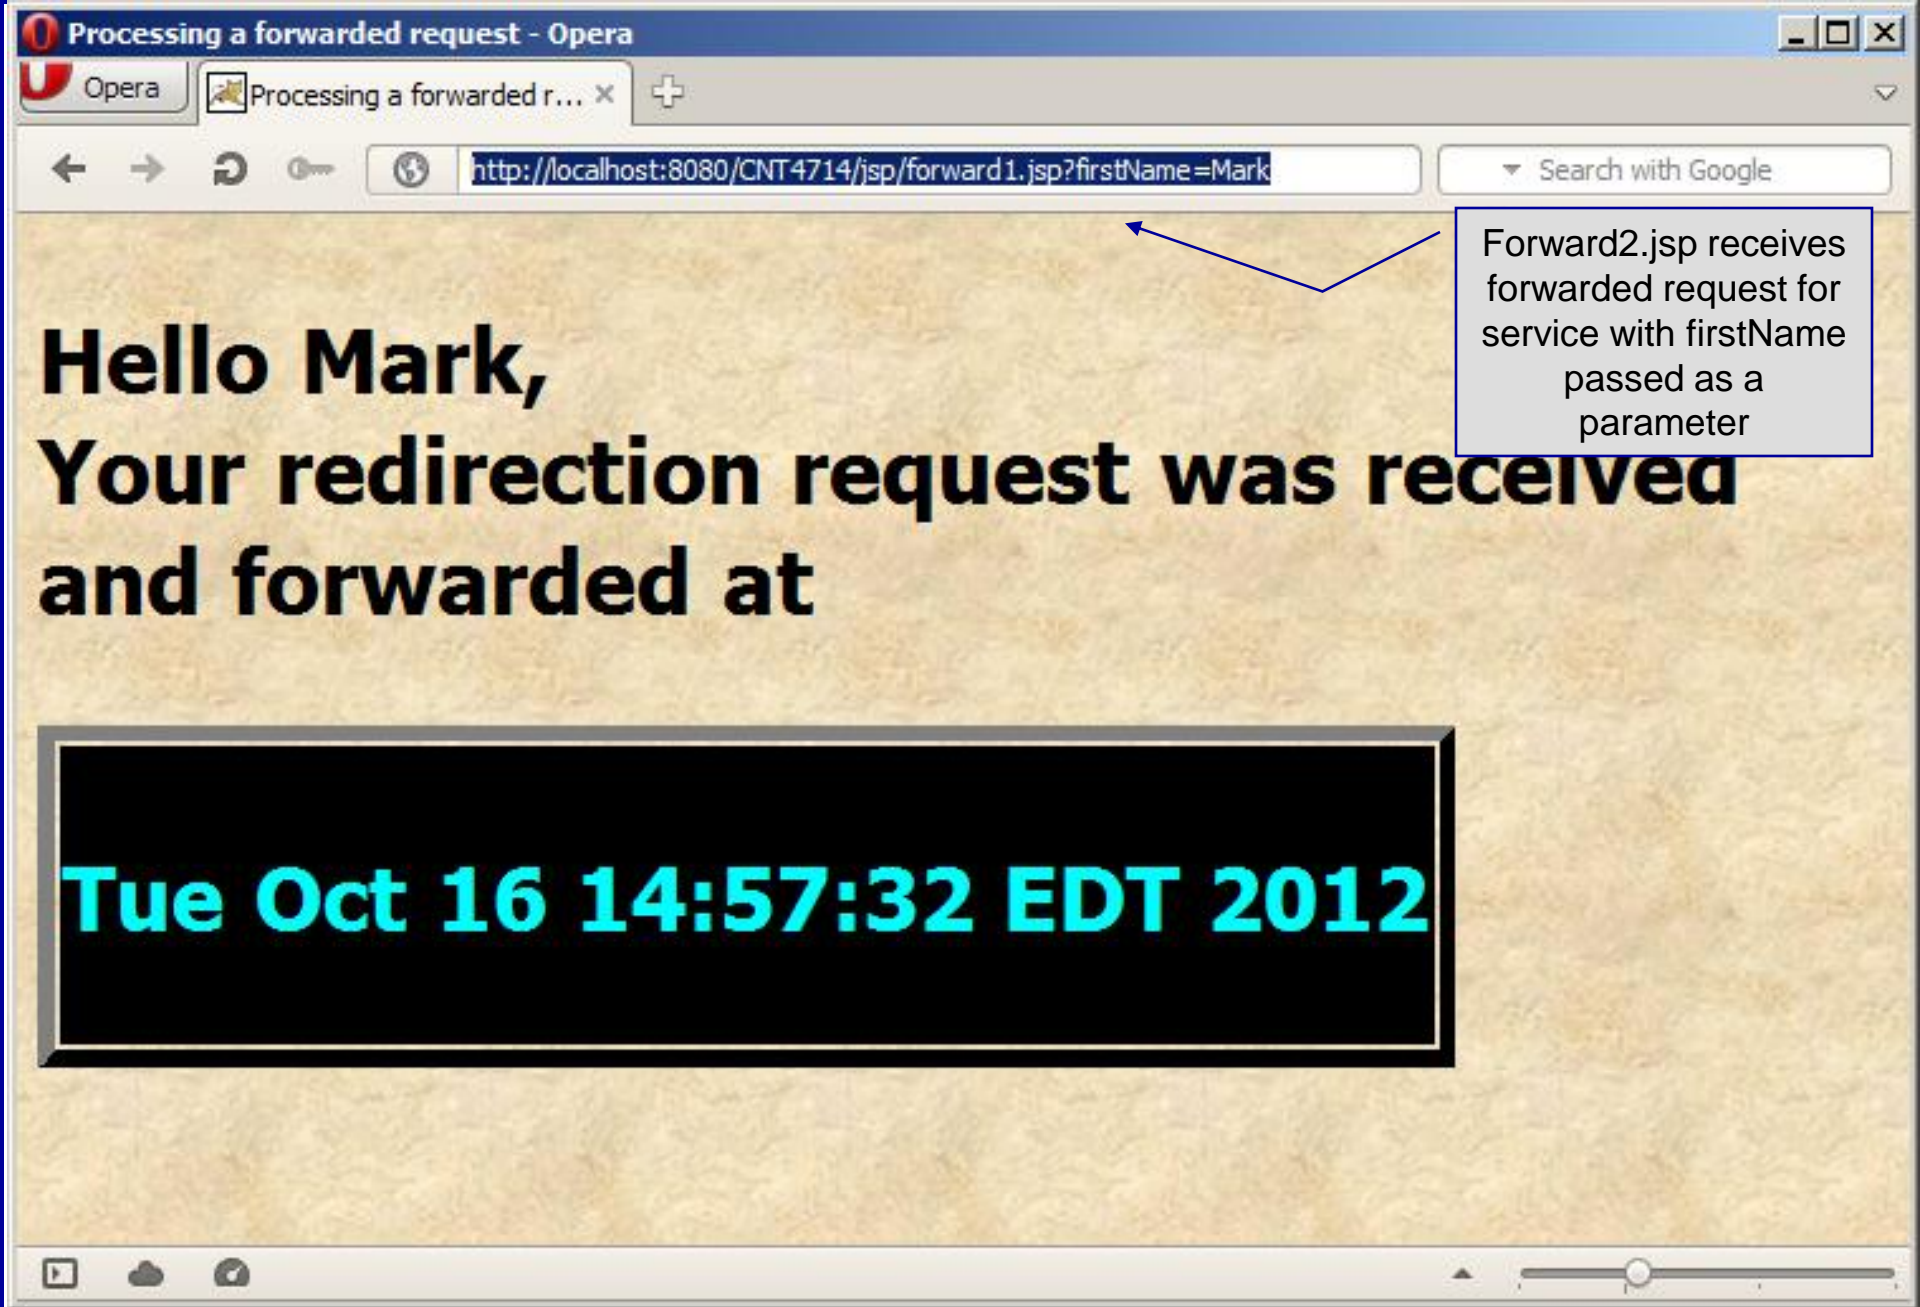 Processing a forwarded request - Opera
Opera
Processing a forwarded r...
http://localhost:8080/CNT4714/jsp/forward1.jsp?firstName=Mark
Search with Google
Forward2.jsp receives
forwarded request for
service with firstName
passed as a
parameter
Hello Mark,
Your redirection request was received
and forwarded at
Tue Oct 16 14:57:32 EDT 2012